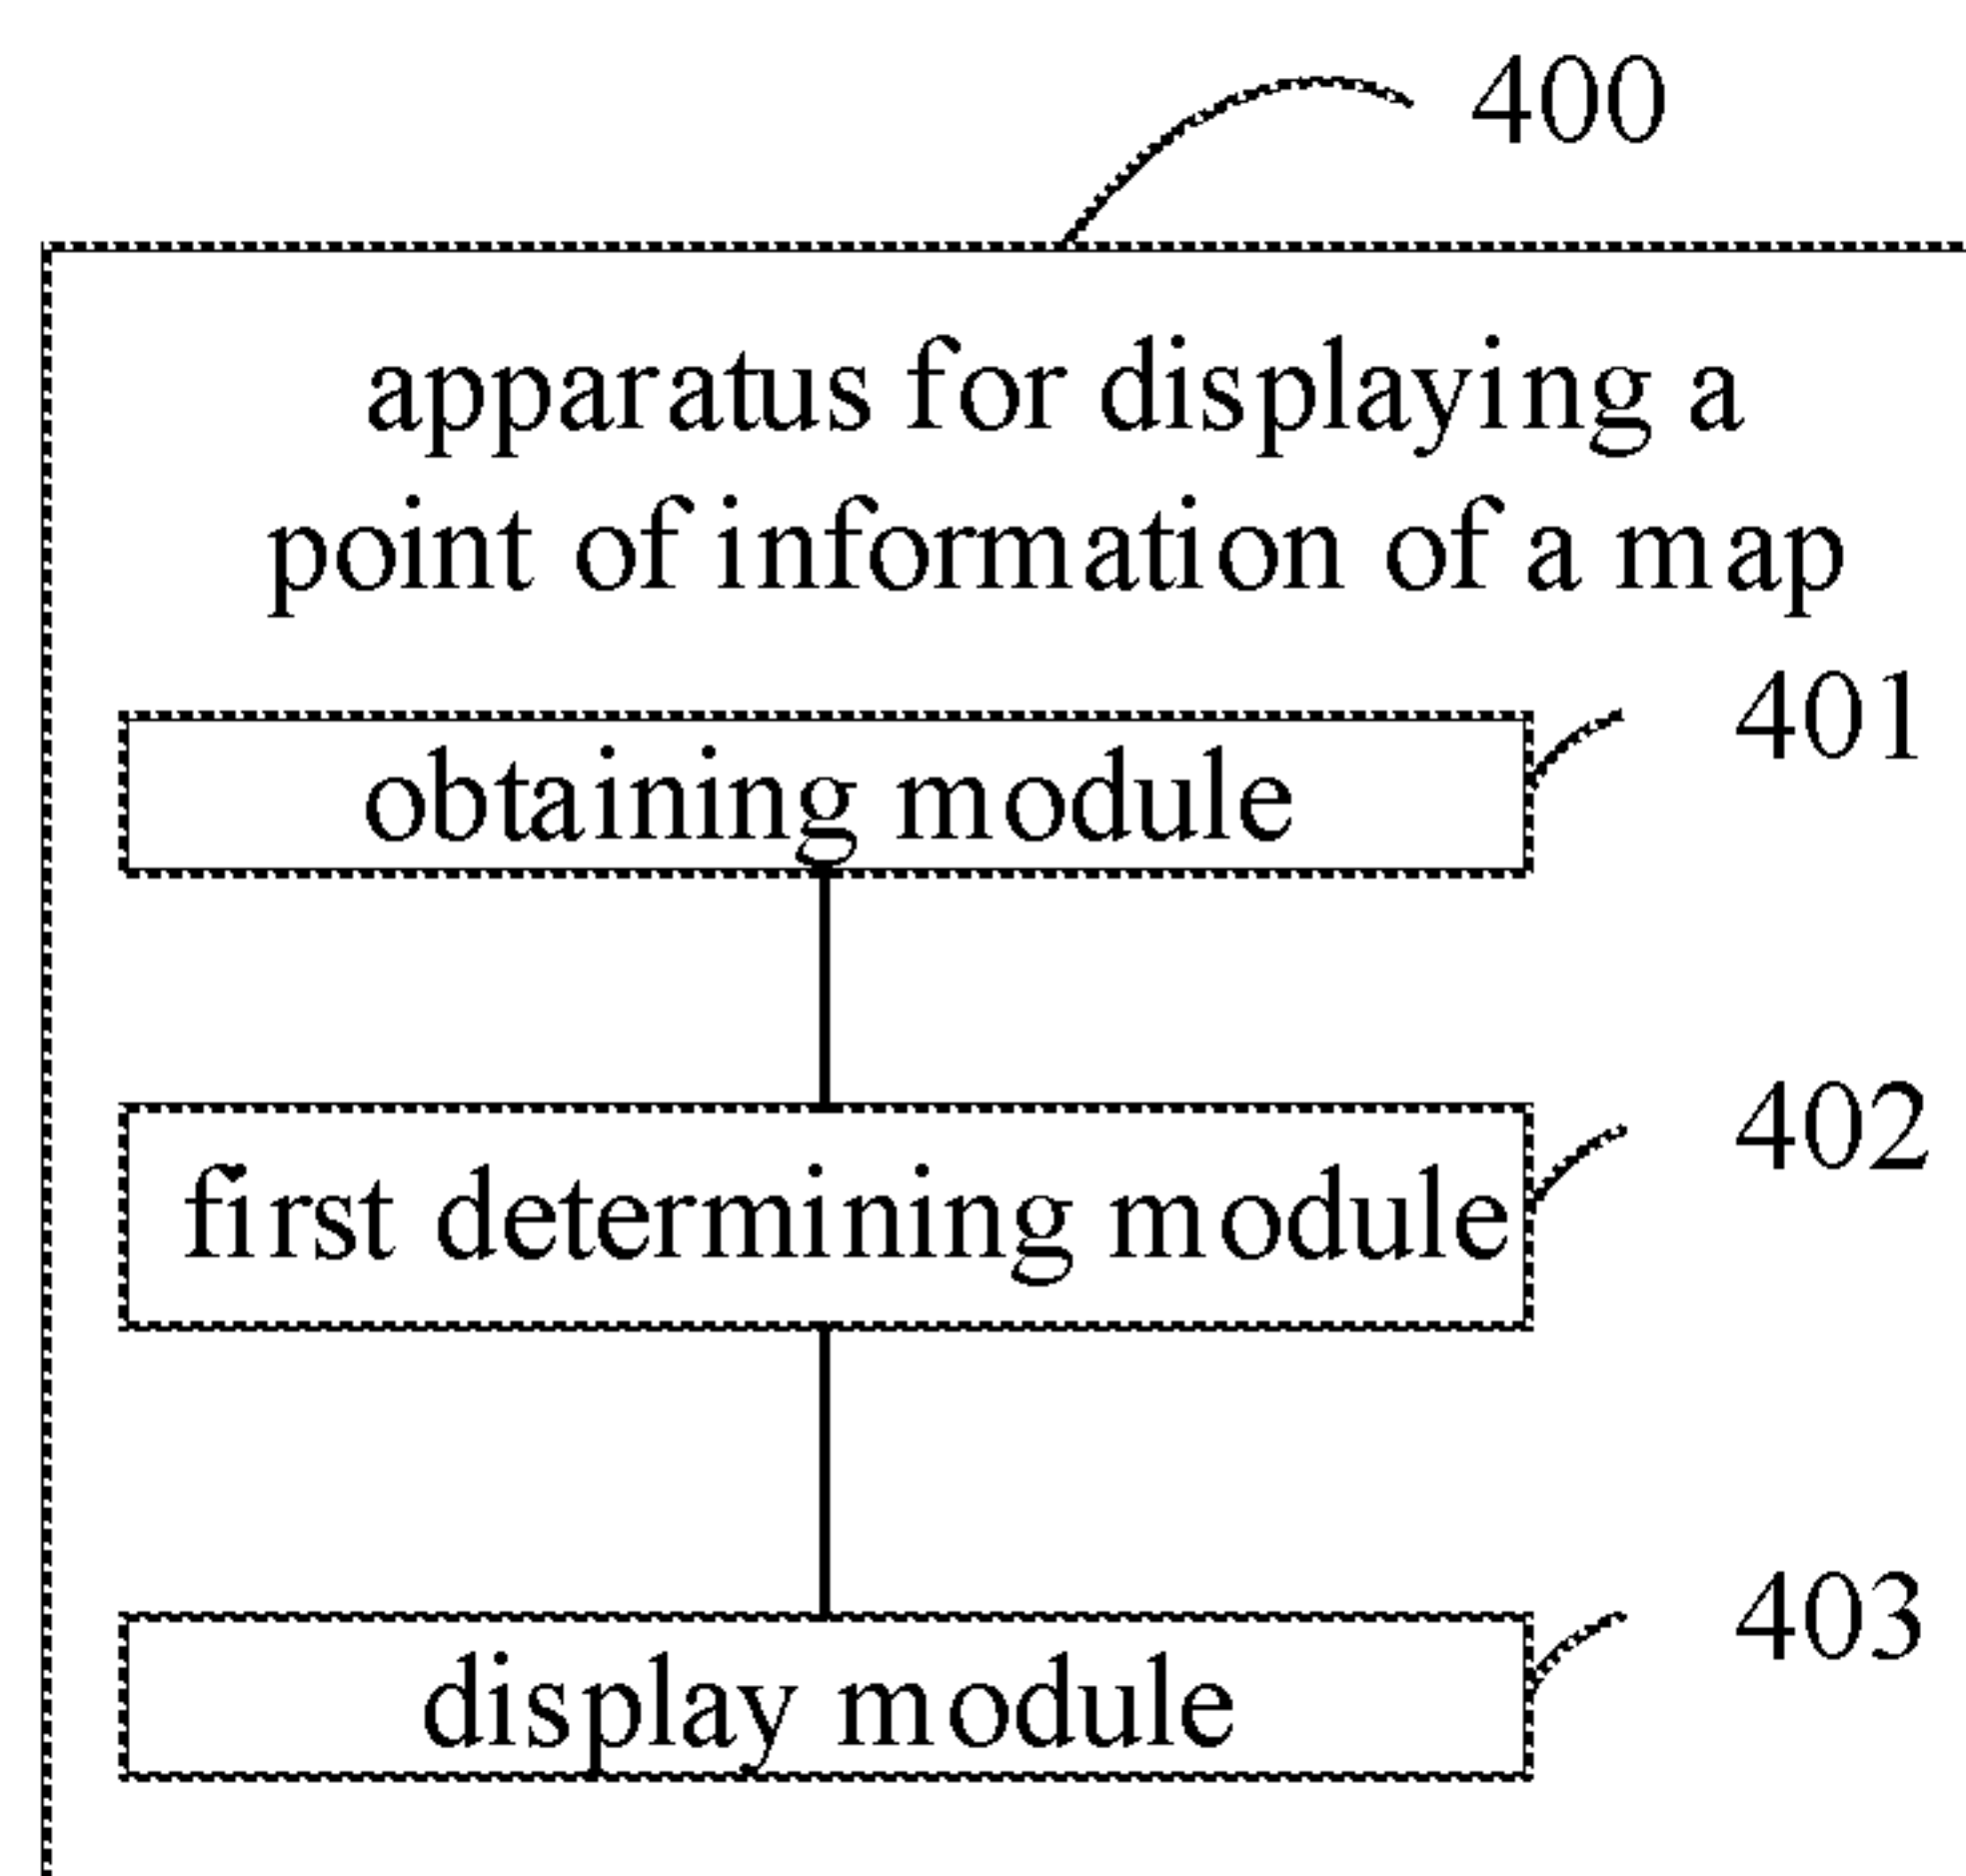 400
apparatus for displaying a
point of information of a map
401
obtaining module
402
first determining module
403
display module